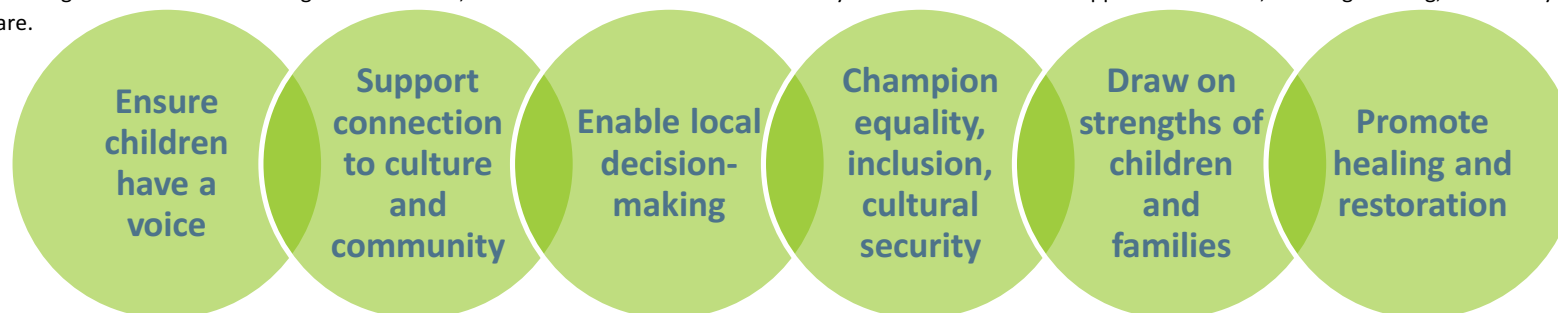 are.
Ensure
children
have a
voice
Support
connection
to culture
and
community
Enable local
decision-
making
Champion
equality,
inclusion,
cultural
security
Draw on
strengths of
children
and
families
Promote
healing and
restoration